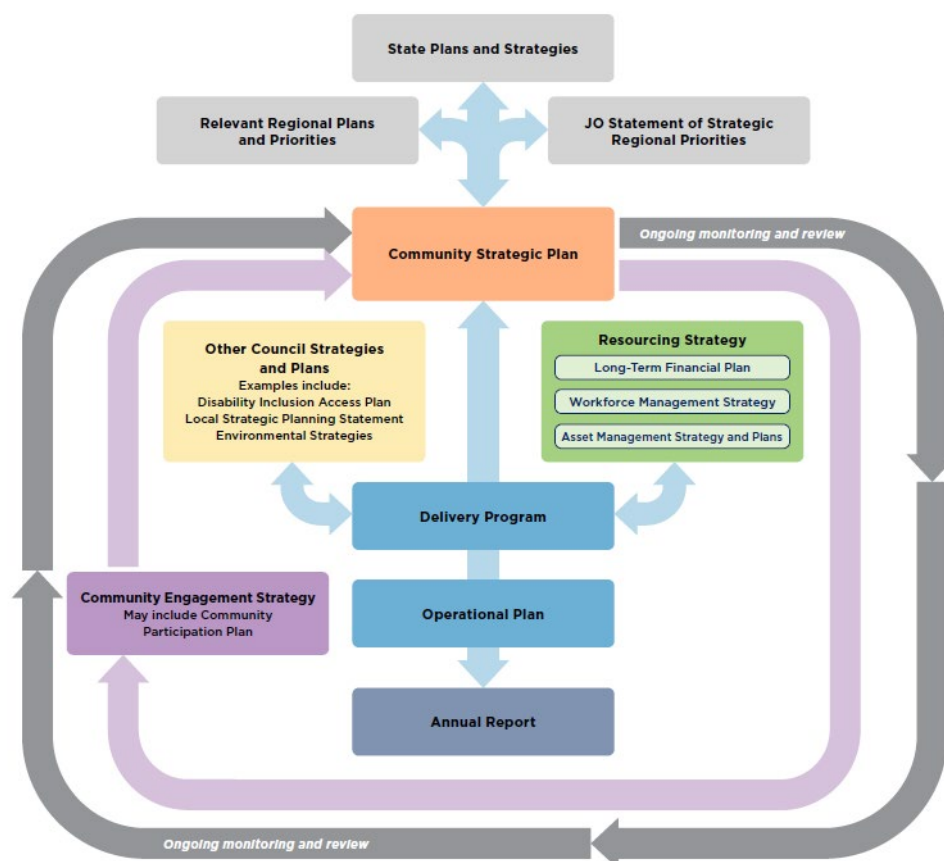 State Plans and Strategies
Relevant Regional Plans
and Priorities
JO Statement of Strategic
Regional Priorities
Community Strategic Plan
Ongoing monitoring and review
Other Council Strategies
and Plans
Examples include:
Disability Inclusion Access Plan
Local Strategic Planning Statement
Environmental Strategies
Resourcing Strategy
Long-Term Financial Plan
Workforce Management Strategy
Asset Management Strategy and Plans
Delivery Program
Community Engagement Strategy
May include Community
Participation Plan
Operational Plan
Annual Report
Ongoing monitoring and review